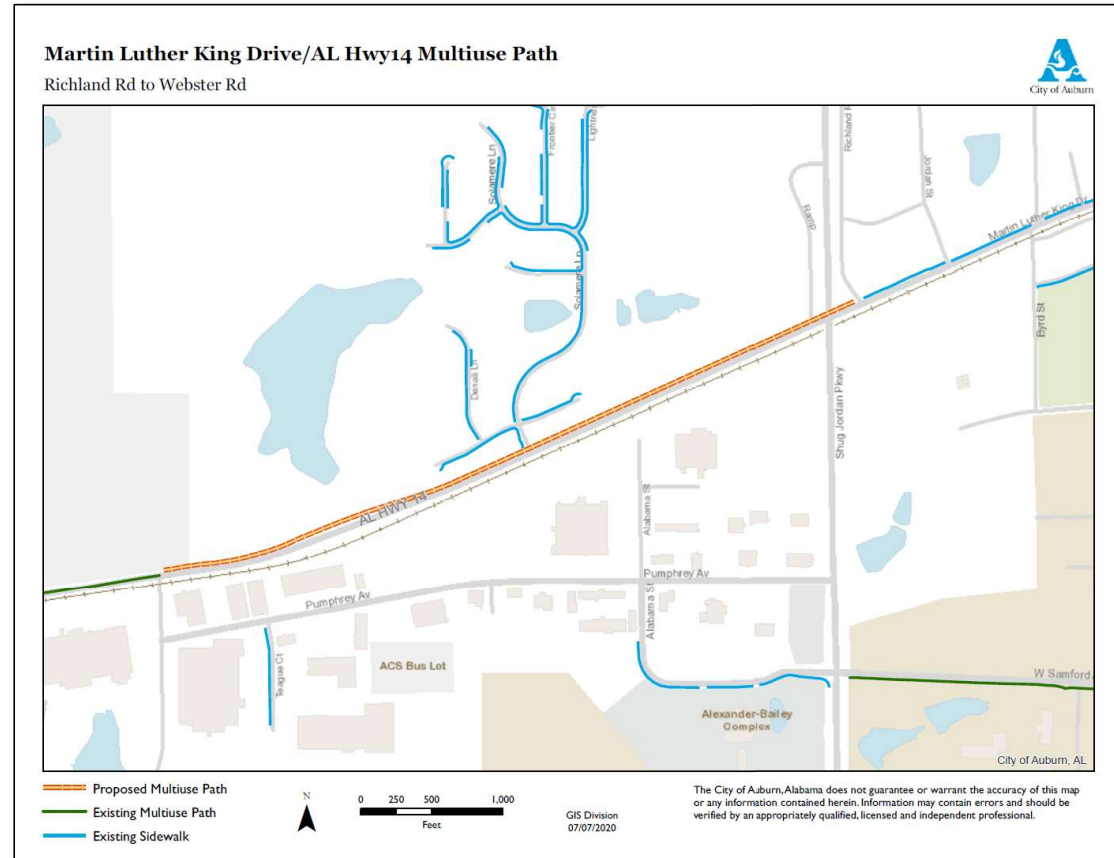 Martin Luther King Drive/AL Hwy14 Multiuse Path
Richland Rd to Webster Rd
City of Auburn
Solamere Ln
Frontier Cir
Ramp
Jordan St
Martin Luther King Dr
Solamere Ln
Byrd St
Denali Ln
Shug Jordan Pkwy
AL HWY 14
Alabama St
Pumphrey Av
Pumphrey Av
Alabama St
Teague Ct
ACS Bus Lot
W Samford
Alexander-Bailey
Complex
City of Auburn, AL
Proposed Multiuse Path
Existing Multiuse Path
Existing Sidewalk
N
0 250 500 1,000
Feet
GIS Division
07/07/2020
The City of Auburn, Alabama does not guarantee or warrant the accuracy of this map
or any information contained herein. Information may contain errors and should be
verified by an appropriately qualified, licensed and independent professional.